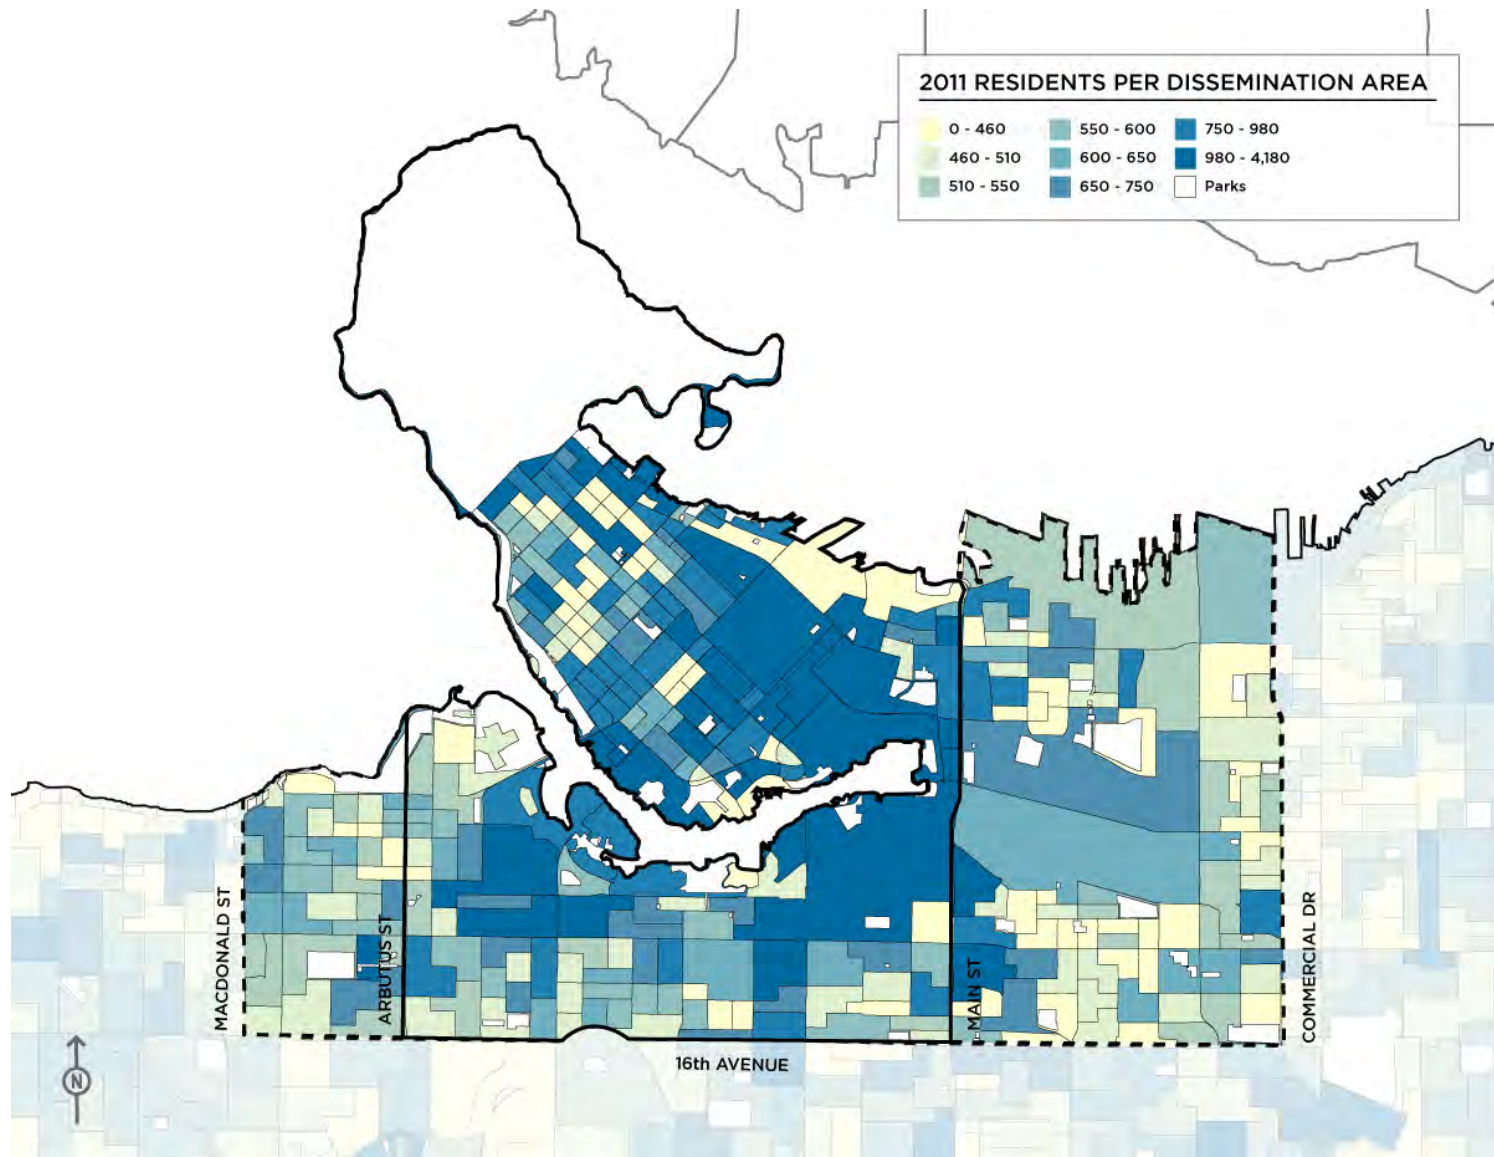 2011 RESIDENTS PER DISSEMINATION AREA
0 - 460
550 - 600
750 - 980
460 - 510
600 - 650
980 - 4,180
510 - 550
650 - 750
Parks
MACDONALD ST
ARBUTUS ST
MAIN ST
COMMERCIAL DR
16th AVENUE
N